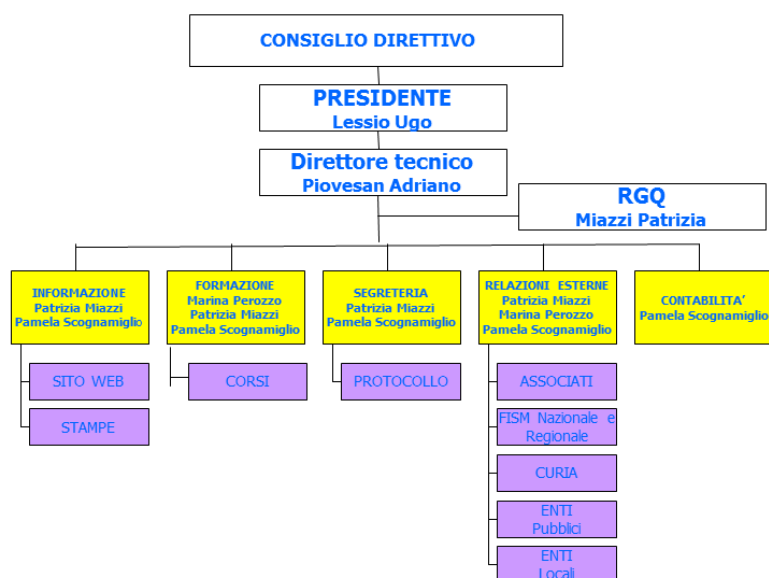 CONSIGLIO DIRETTIVO
PRESIDENTE
Lessio Ugo
Direttore tecnico
Piovesan Adriano
RGQ
Miazzi Patrizia
INFORMAZIONE
Patrizia Miazzi
Pamela Scognamiglio
FORMAZIONE
Marina Perozzo
Patrizia Miazzi
Pamela Scognamiglio
SEGRETERIA
Patrizia Miazzi
Pamela Scognamiglio
RELAZIONI ESTERNE
Patrizia Miazzi
Marina Perozzo
Pamela Scognamiglio
CONTABILITA’
Pamela Scognamiglio
SITO WEB
STAMPE
CORSI
PROTOCOLLO
ASSOCIATI
FISM Nazionale e
Regionale
CURIA
ENTI
Pubblici
ENTI
Locali